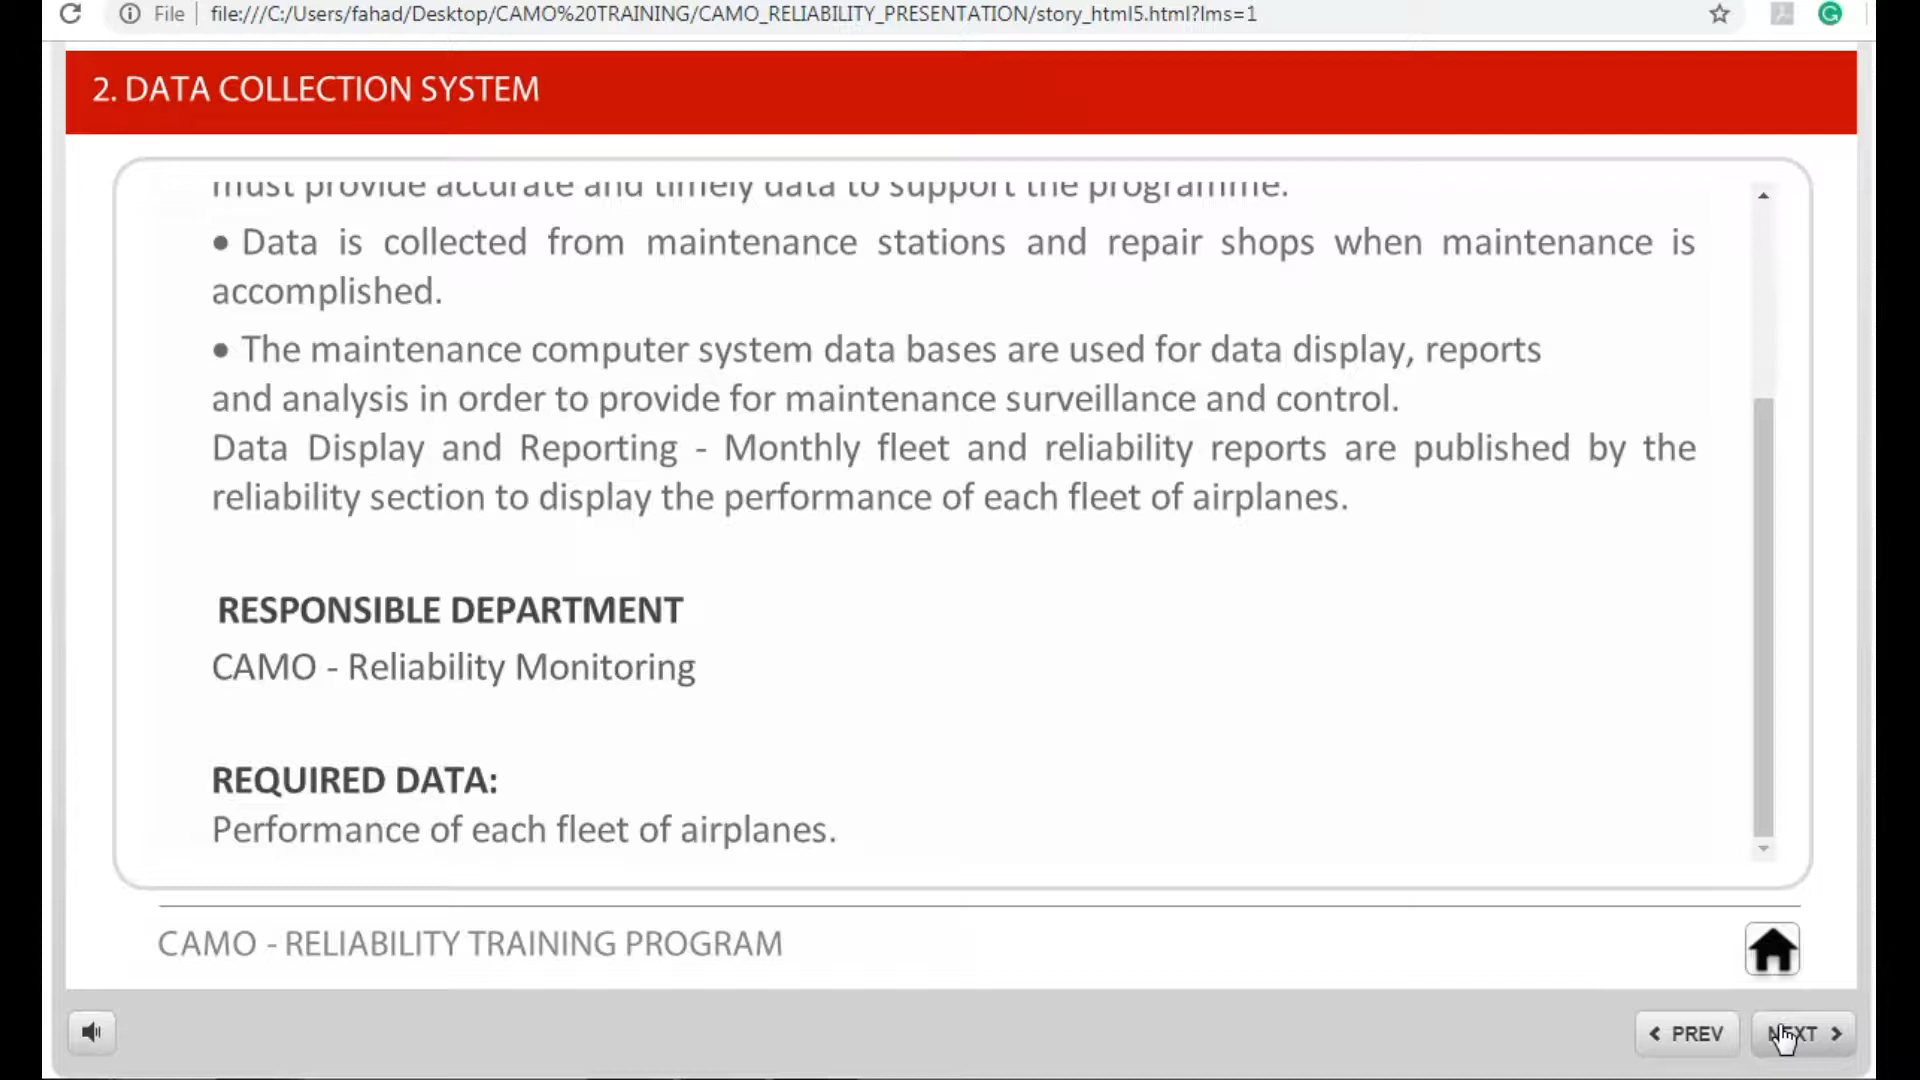 File
file:///C:/Users/fahad/Desktop/CAMO%20TRAINING/CAMO_RELIABILITY_PRESENTATION/story_html5.html?lms=1
2. DATA COLLECTION SYSTEM
must provide accurate and timely data to support the programme.
• Data is collected from maintenance stations and repair shops when maintenance is
accomplished.
• The maintenance computer system data bases are used for data display, reports
and analysis in order to provide for maintenance surveillance and control.
Data Display and Reporting - Monthly fleet and reliability reports are published by the
reliability section to display the performance of each fleet of airplanes.
RESPONSIBLE DEPARTMENT
CAMO - Reliability Monitoring
REQUIRED DATA:
Performance of each fleet of airplanes.
CAMO - RELIABILITY TRAINING PROGRAM
< PREV
NEXT >